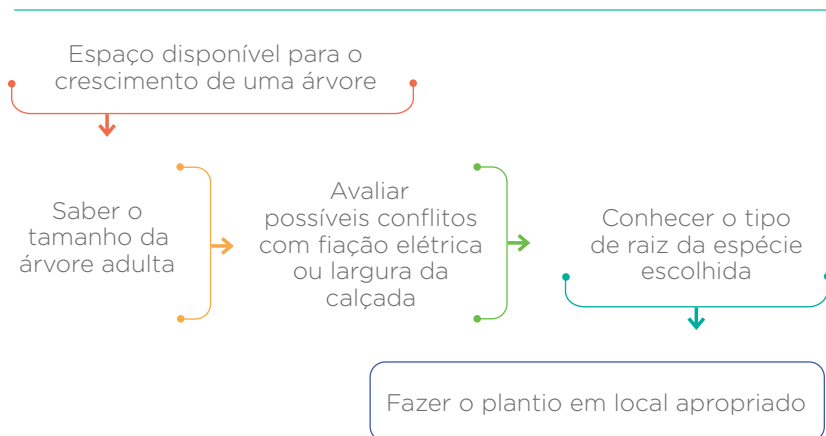 Espaço disponível para o
crescimento de uma árvore
Saber o
tamanho da
árvore adulta
Avaliar
possíveis conflitos
com fiação elétrica
ou largura da
calçada
Conhecer o tipo
de raiz da espécie
escolhida
Fazer o plantio em local apropriado